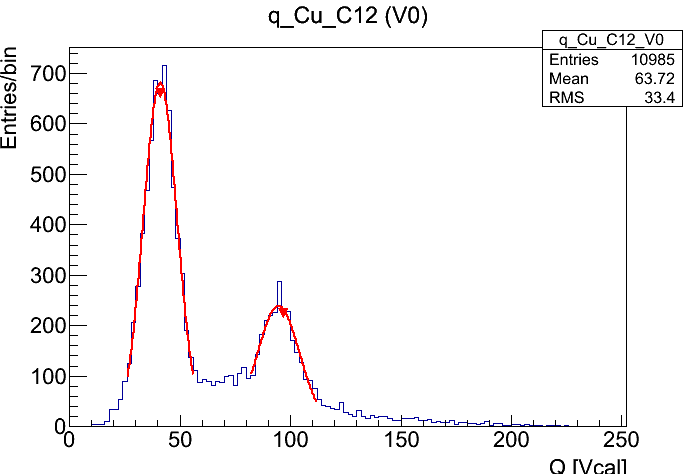 q_Cu_C12 (V0)
q_Cu_C12_V0
Entries 10985
Mean 63.72
RMS 33.4
Entries/bin
700
600
500
400
300
200
100
0
0 50 100 150 200 250
Q [Vcal]